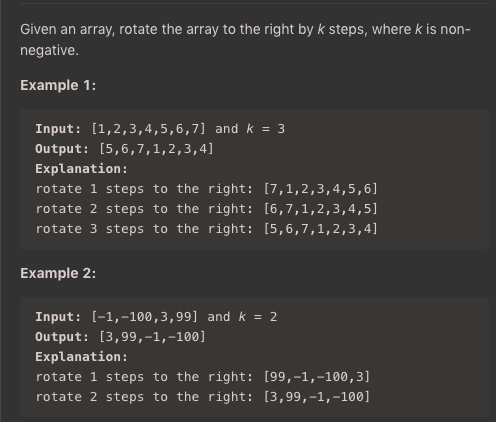 Given an array, rotate the array to the right by k steps, where k is non-
negative.
Example 1:
Input: [1,2,3,4,5,6,7] and k = 3
Output: [5,6,7,1,2,3,4]
Explanation:
rotate 1 steps to the right: [7,1,2,3,4,5,6]
rotate 2 steps to the right: [6,7,1,2,3,4,5]
rotate 3 steps to the right: [5,6,7,1,2,3,4]
Example 2:
Input: [-1,-100,3,99] and k = 2
Output: [3,99,-1,-100]
Explanation:
rotate 1 steps to the right: [99,-1,-100,3]
rotate 2 steps to the right: [3,99,-1,-100]